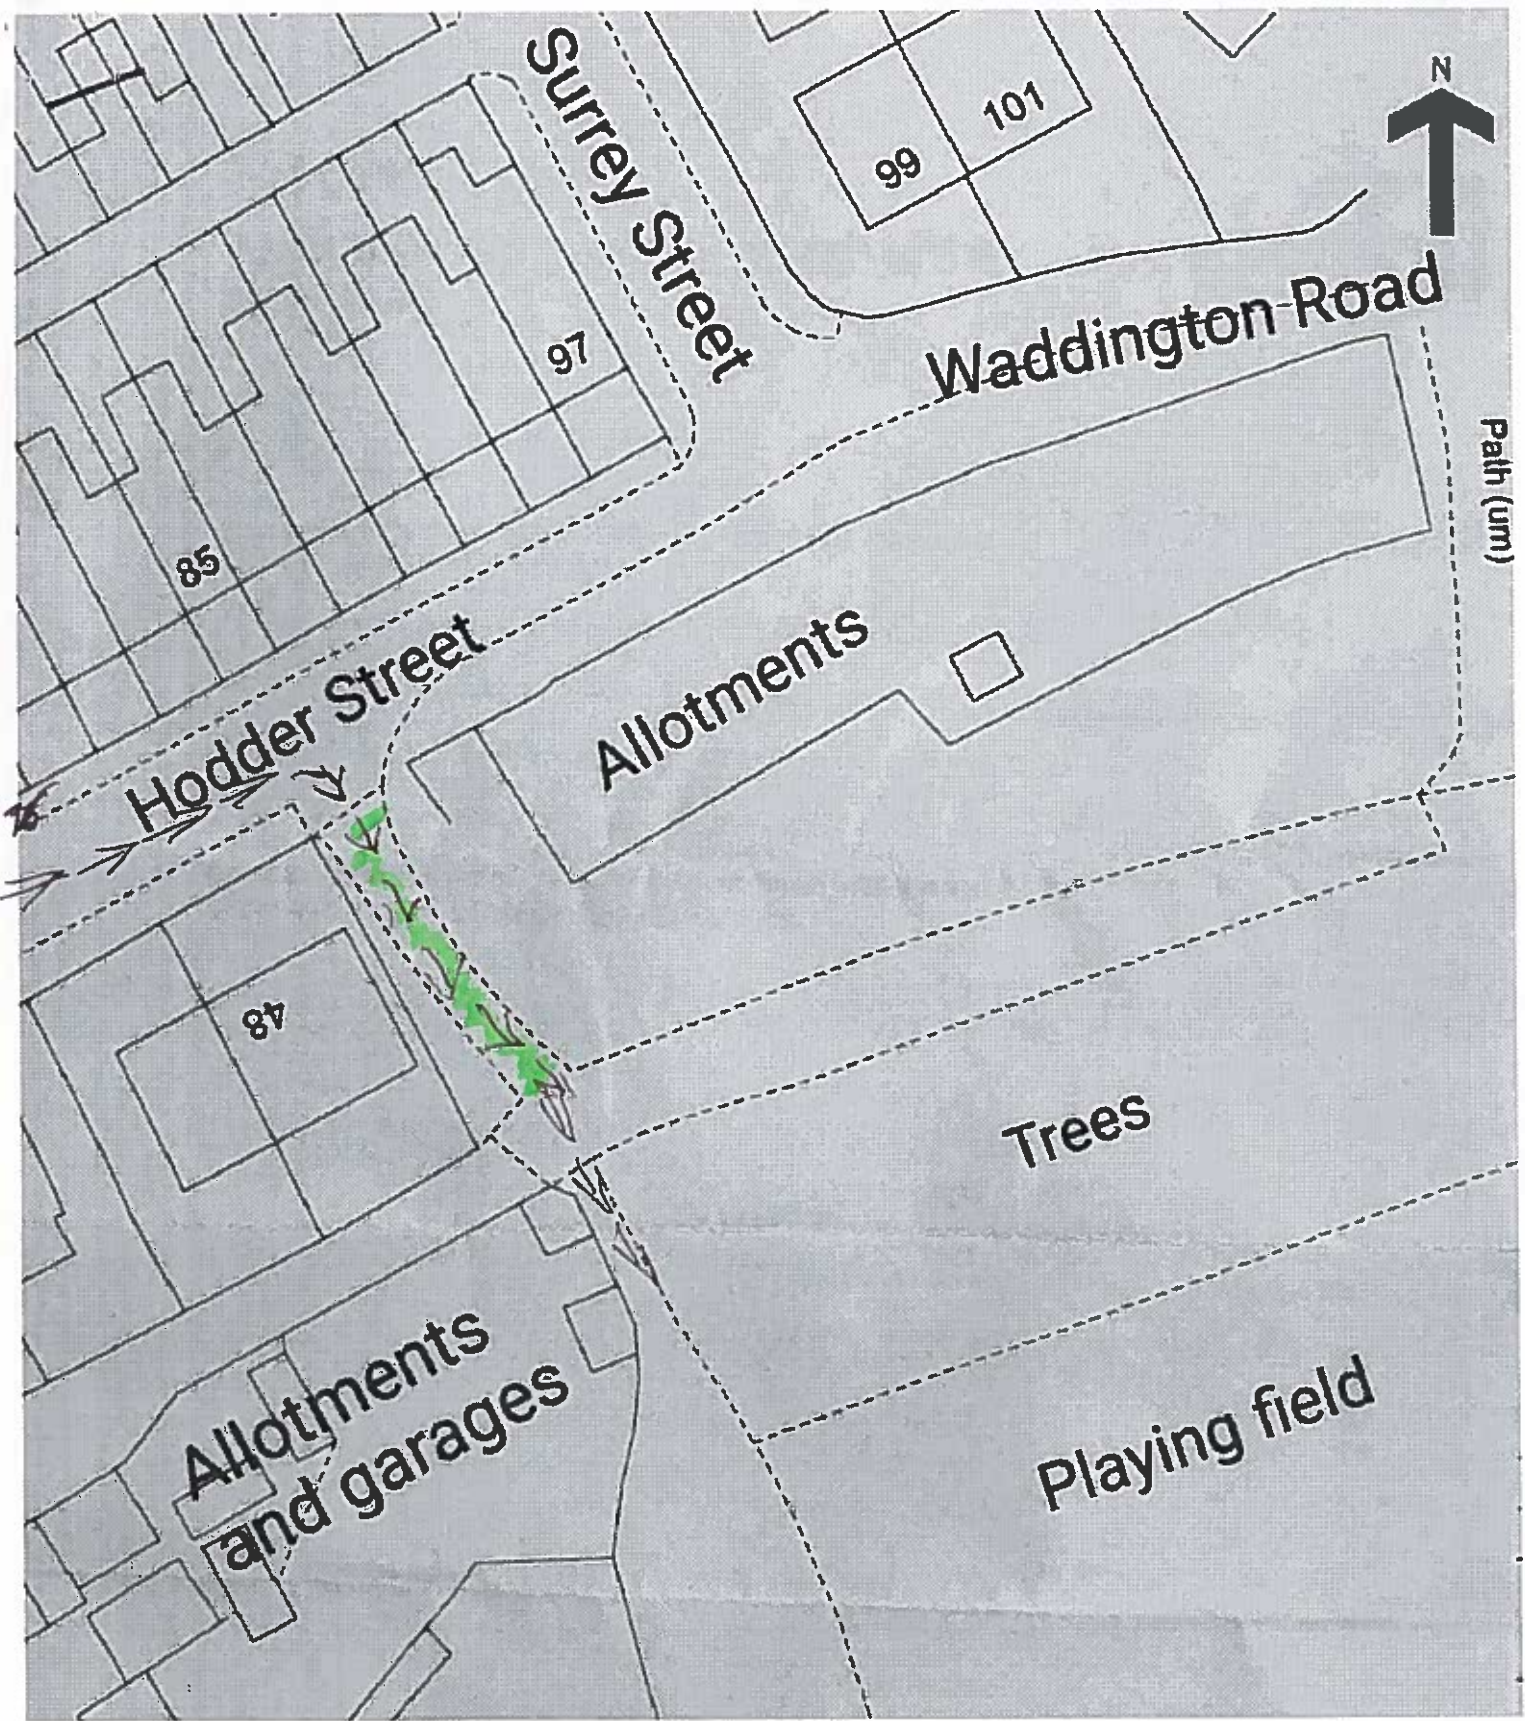 Surrey Street
N
101
99
Waddington Road
97
Path (um)
85
Hodder Street
Allotments
48
Trees
Allotments
and garages
Playing field